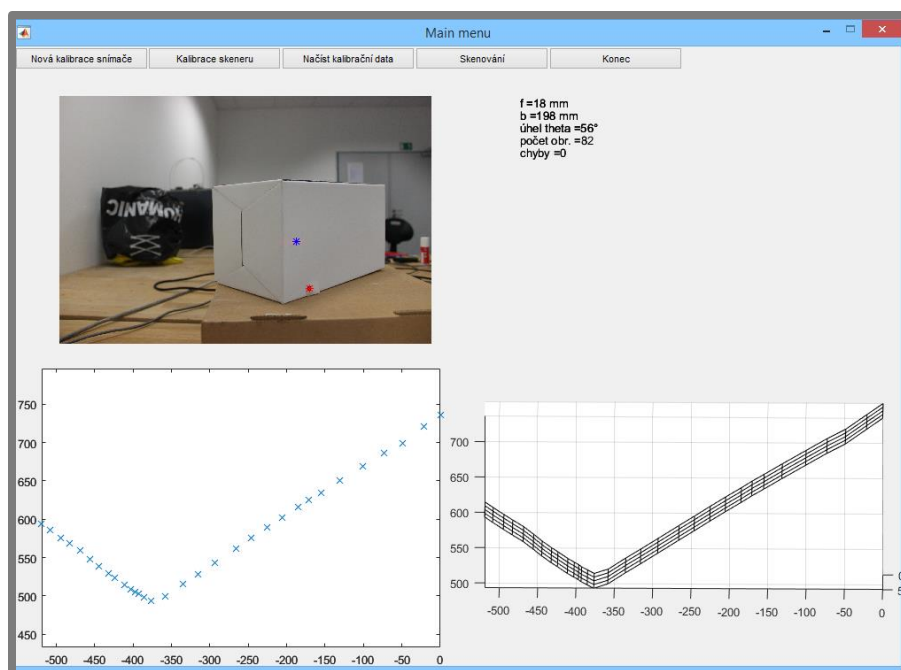 Main menu
Nová kalibrace snímače Kalibrace skeneru Načíst kalibrační data Skenování Konec
f =18 mm
b =198 mm
úhel theta =56°
počet obr. =82
chyby =0
HUMANIC
750
700
650
600
550
500
450
-500 -450 -400 -350 -300 -250 -200 -150 -100 -50 0
700
650
600
550
500
0
5
-500 -450 -400 -350 -300 -250 -200 -150 -100 -50 0